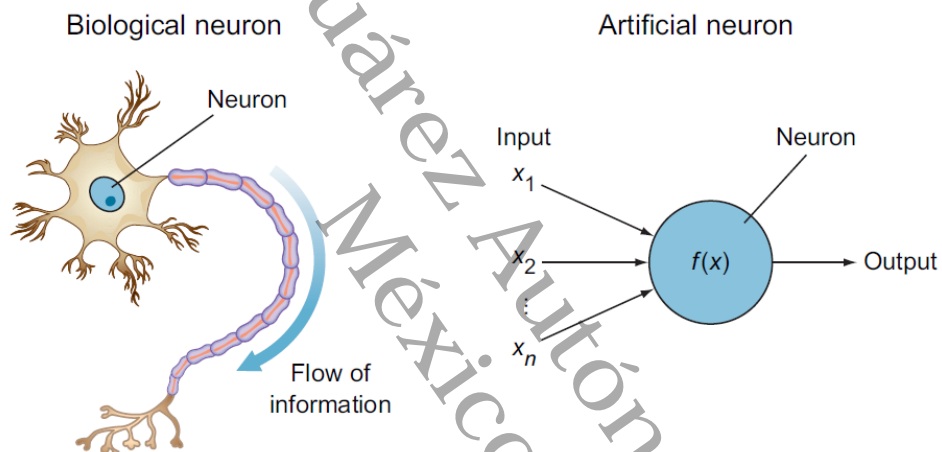 Biological neuron
Artificial neuron
Neuron
Flow of
information
Input
x1
x2
⋮
xn
Neuron
f(x)
Output
uárez Autón
México